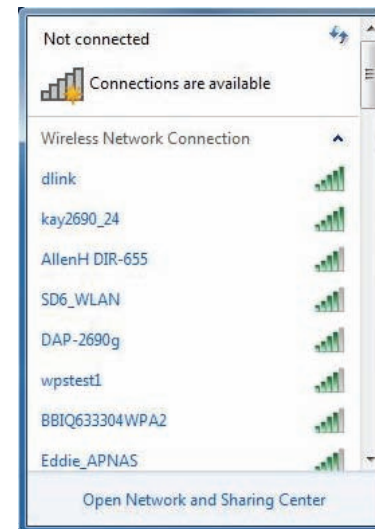 Not connected
Connections are available
Wireless Network Connection
dlink
kay2690_24
AllenH DIR-655
SD6_WLAN
DAP-2690g
wpstest1
BBIQ633304WPA2
Eddie_APNAS
Open Network and Sharing Center